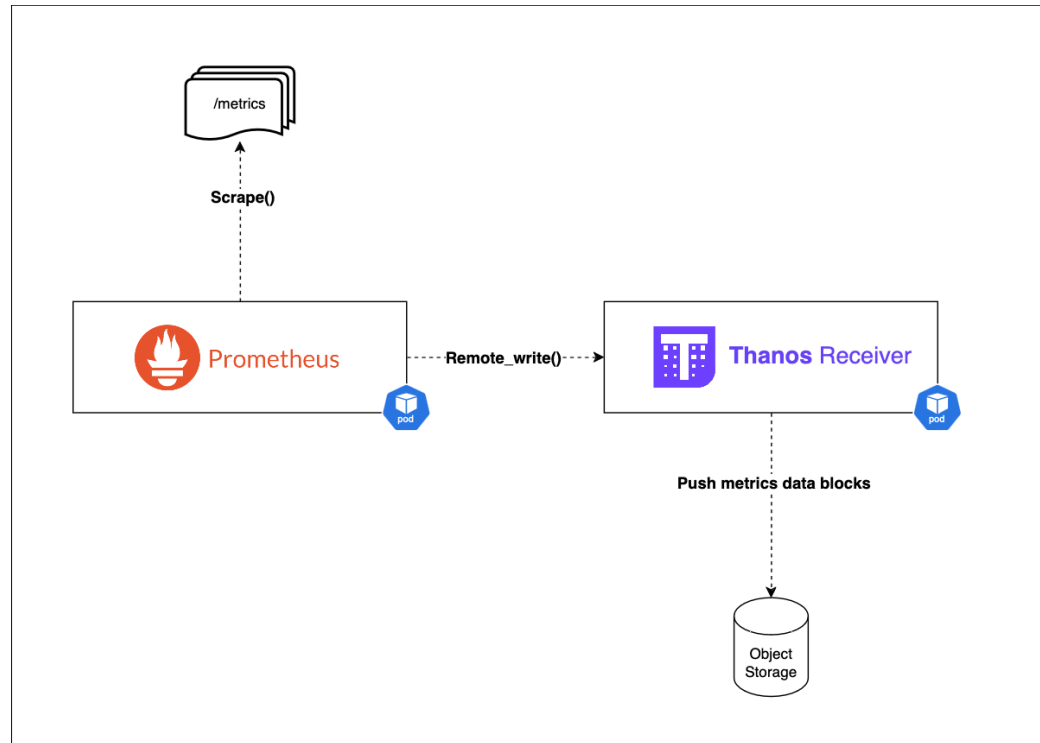 /metrics
Scrape()
Prometheus
pod
Remote_write()
Thanos Receiver
pod
Push metrics data blocks
Object
Storage